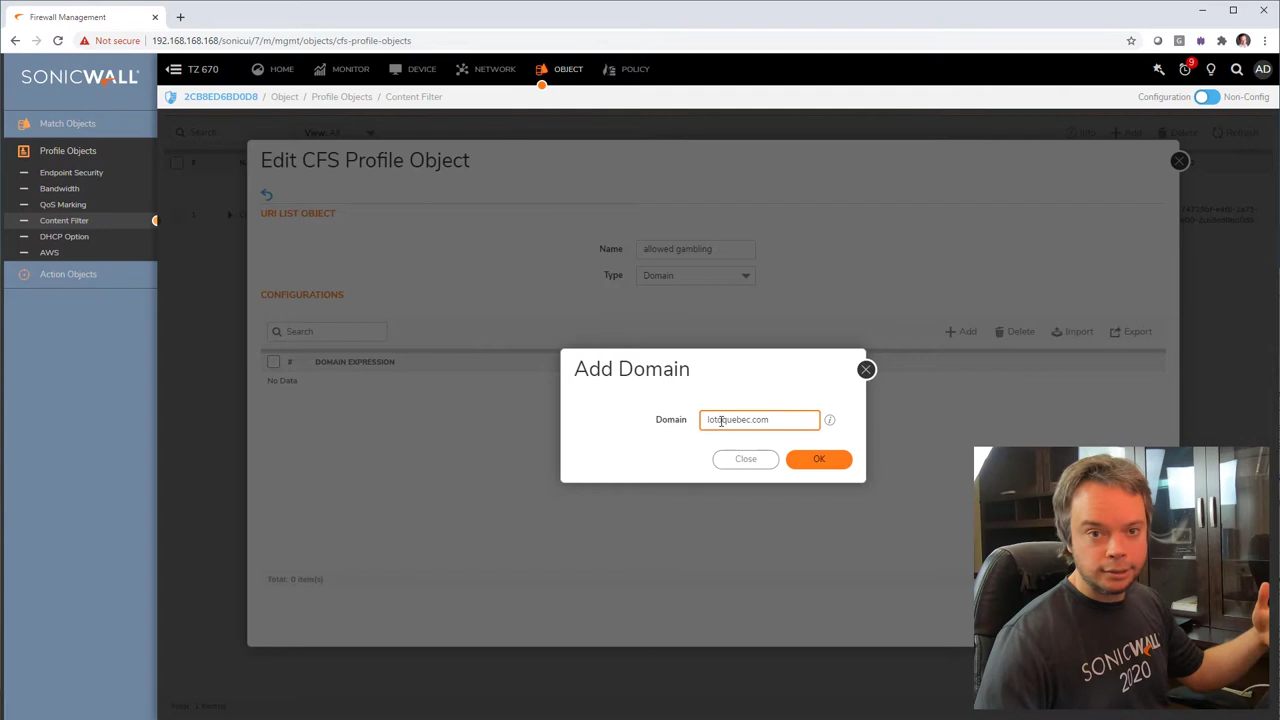 Firewall Management
Not secure 192.168.168.168/sonicui/7/m/mgmt/objects/cfs-profile-objects
SONICWALL
TZ 670 HOME MONITOR DEVICE NETWORK OBJECT POLICY 9 AD
2CB8ED6BD0D8 / Object / Profile Objects / Content Filter Configuration Non-Config
Match Objects
Profile Objects
Endpoint Security
Bandwidth
QoS Marking
Content Filter
DHCP Option
AWS
Action Objects
Search View: All Info Add Delete Refresh
#
1
Edit CFS Profile Object
URI LIST OBJECT
Name allowed gambling
Type Domain
CONFIGURATIONS
Search Add Delete Import Export
# DOMAIN EXPRESSION
No Data
Total: 0 item(s)
Add Domain
Domain lotoquebec.com
Close OK
SONICWALL
2020